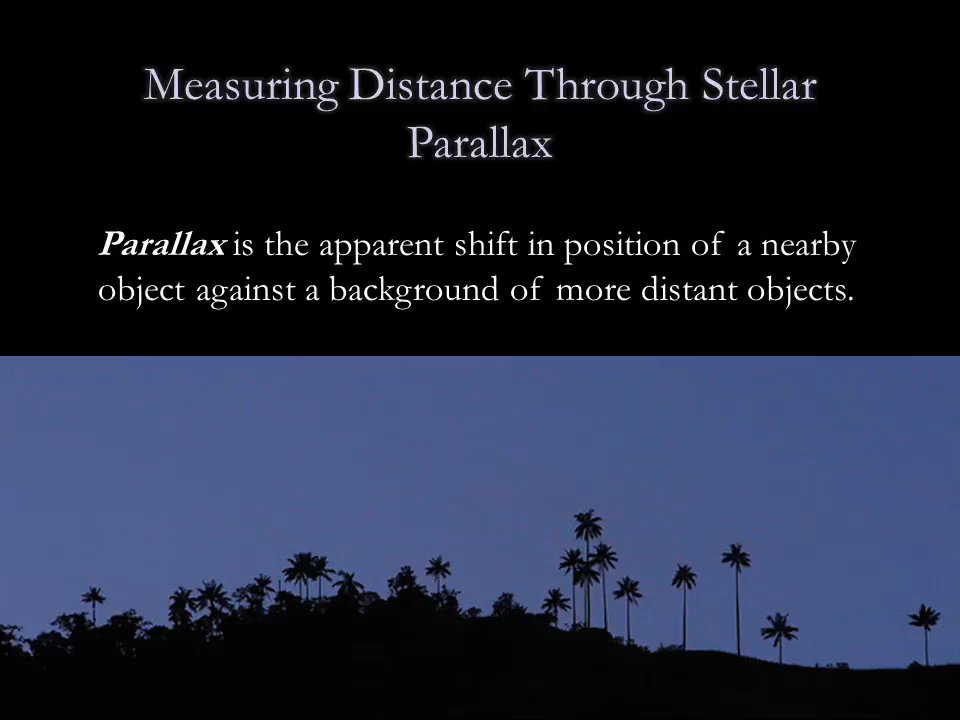 Measuring Distance Through Stellar
Parallax
Parallax is the apparent shift in position of a nearby
object against a background of more distant objects.